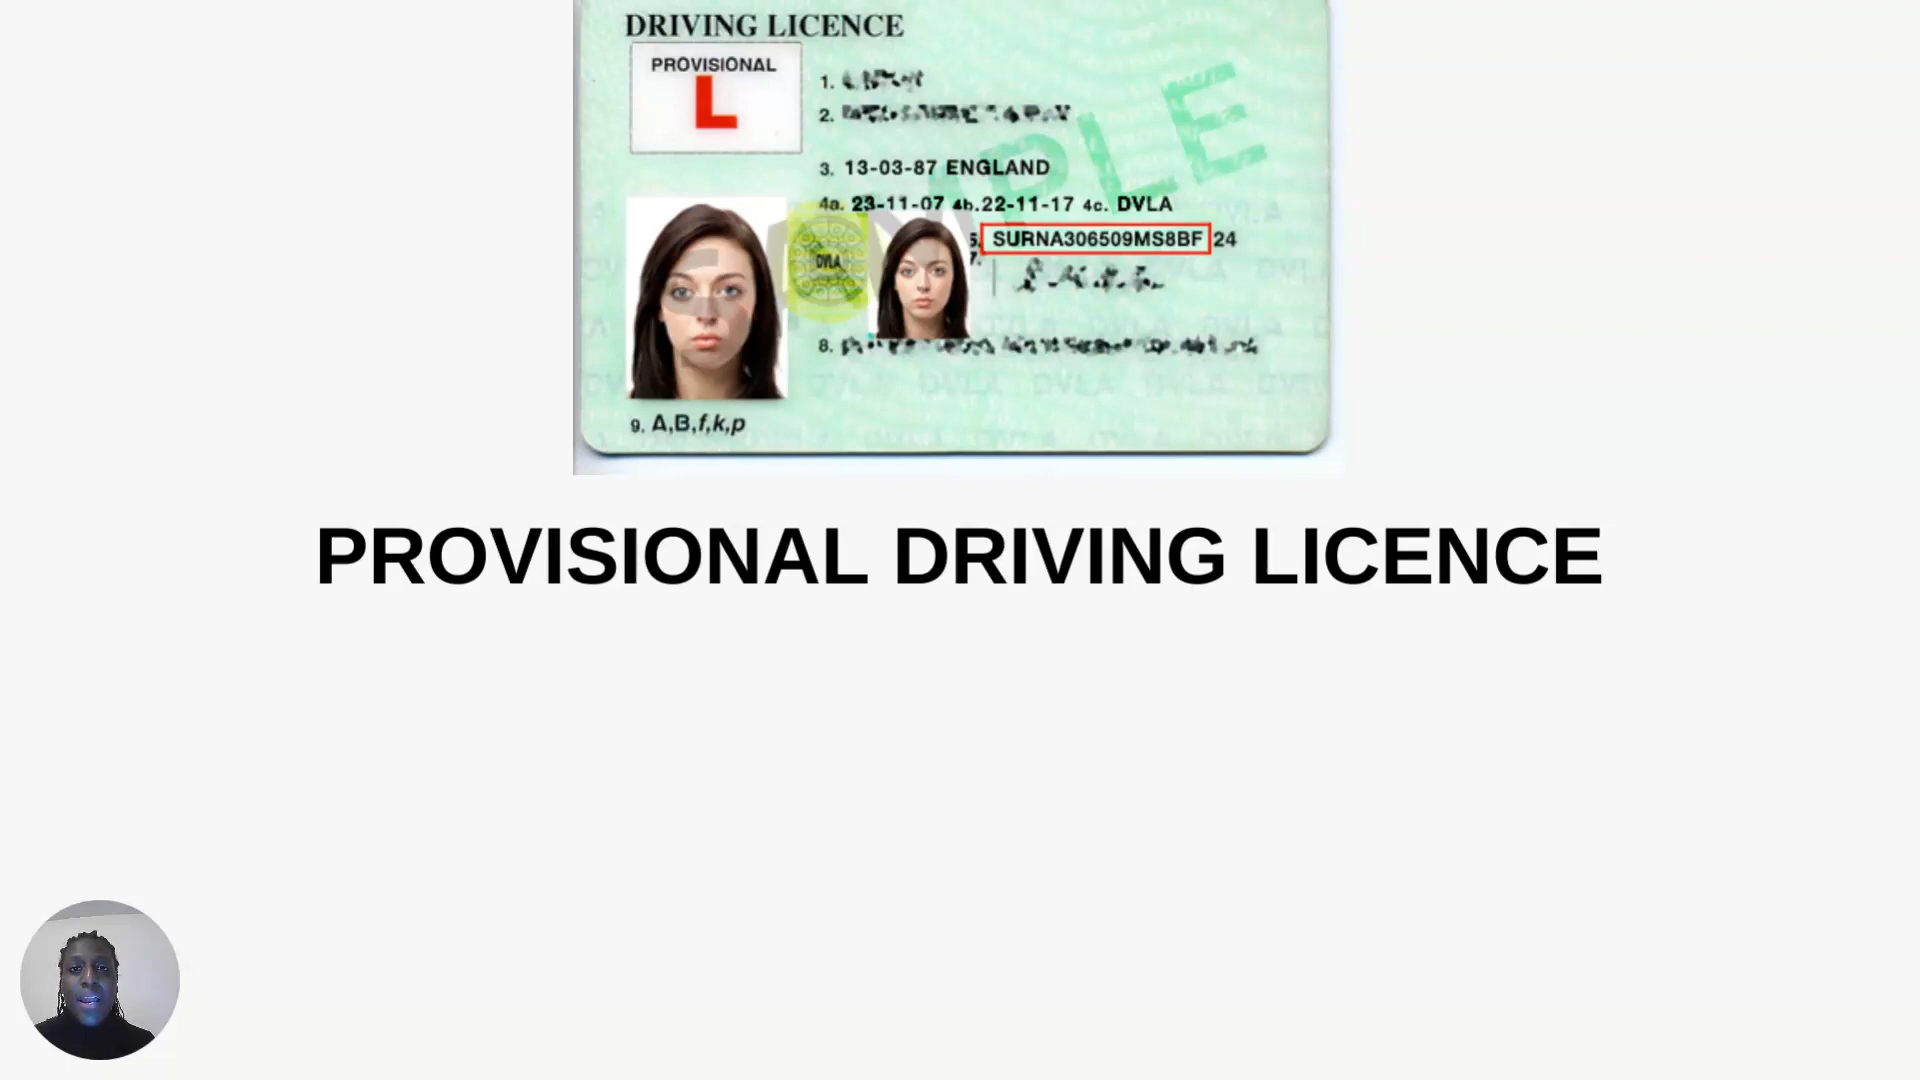 DRIVING LICENCE
PROVISIONAL
L
1.
2.
3. 13-03-87 ENGLAND
4a. 23-11-07 4b.22-11-17 4c. DVLA
5. SURNA306509MS8BF 24
7.
DVLA
8.
9. A,B,f,k,p
SAMPLE
PROVISIONAL DRIVING LICENCE